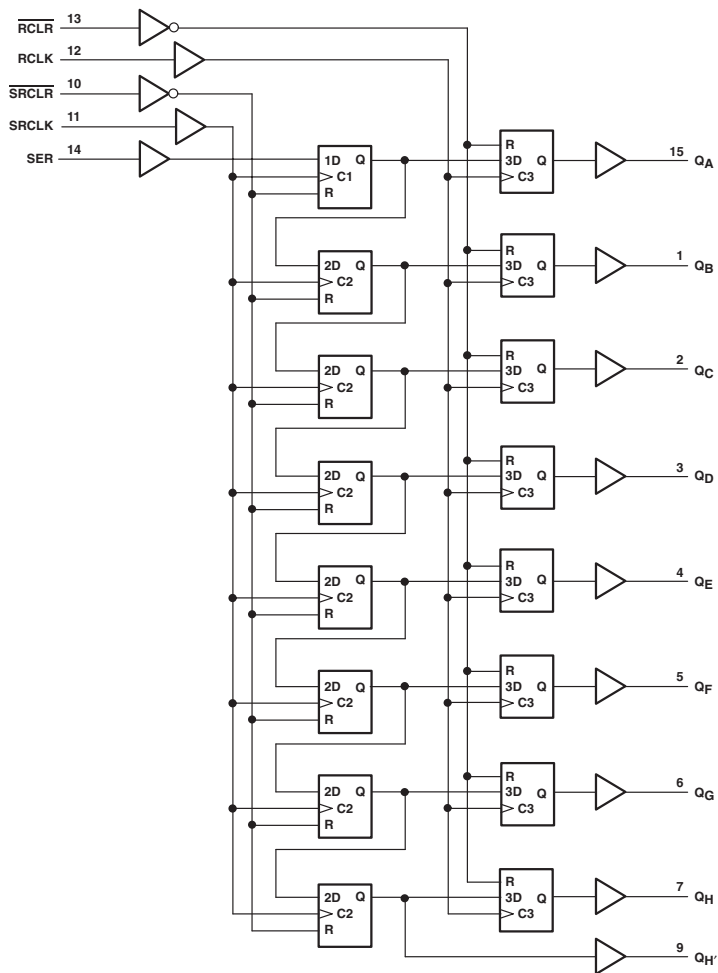 RCLR 13
RCLK 12
SRCLR 10
SRCLK 11
SER 14
1D Q
C1
R
R
3D Q
C3
15 QA
2D Q
C2
R
R
3D Q
C3
1 QB
2D Q
C2
R
R
3D Q
C3
2 QC
2D Q
C2
R
R
3D Q
C3
3 QD
2D Q
C2
R
R
3D Q
C3
4 QE
2D Q
C2
R
R
3D Q
C3
5 QF
2D Q
C2
R
R
3D Q
C3
6 QG
2D Q
C2
R
R
3D Q
C3
7 QH
9 QH′